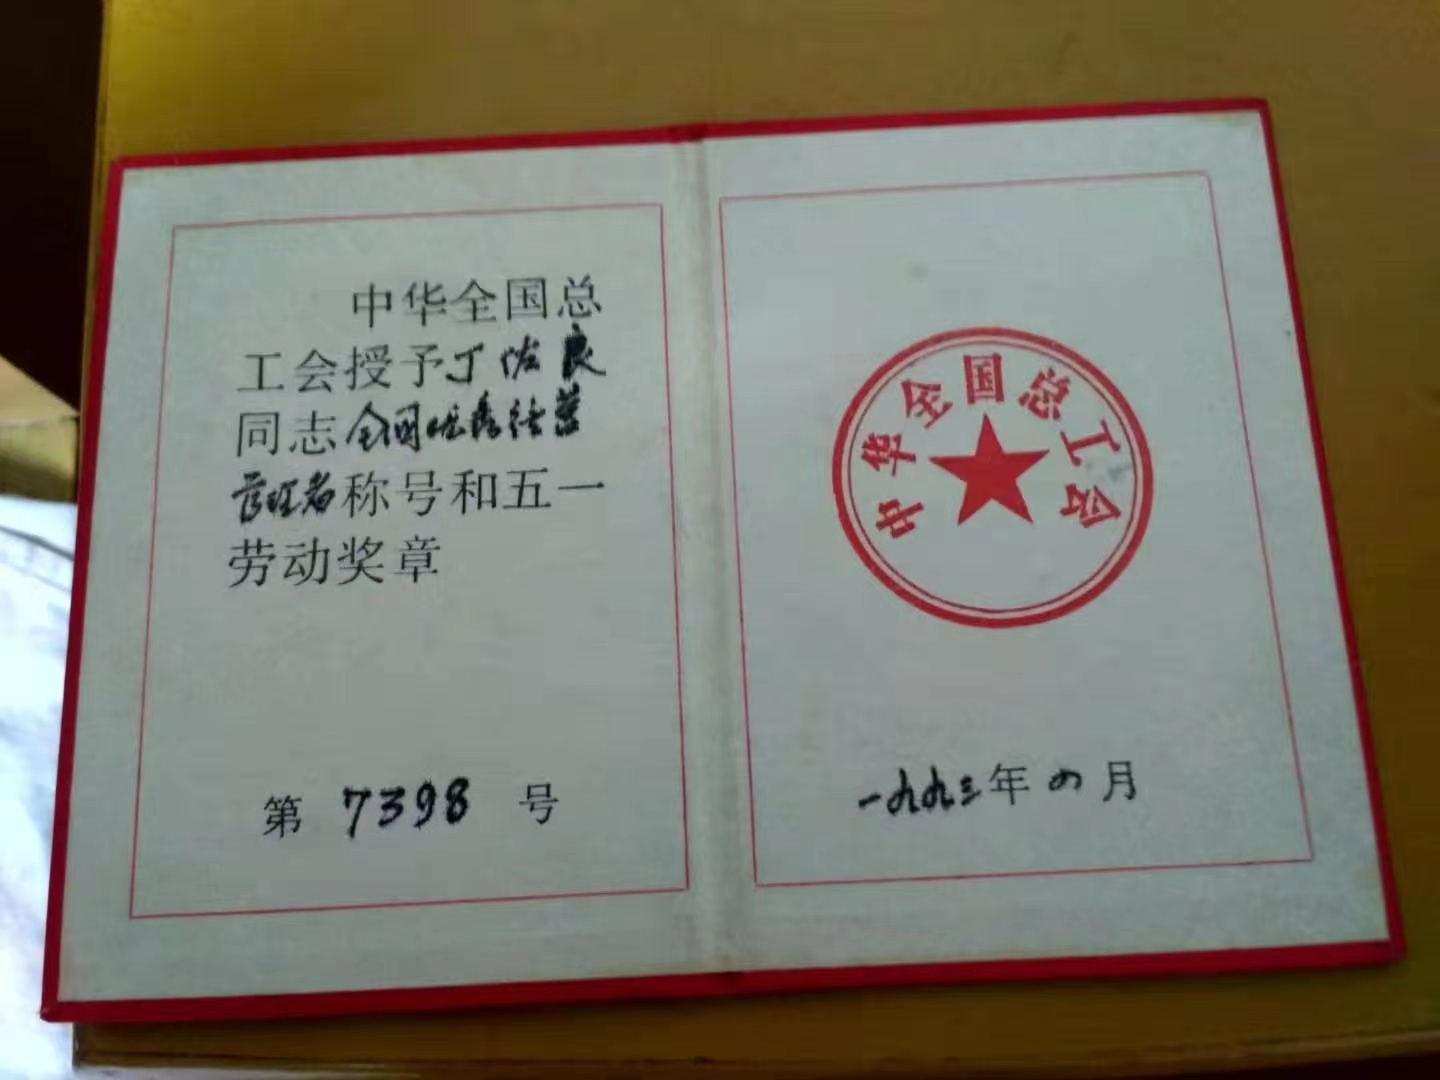 中华全国总
工会授予丁佐良
同志全国优秀经营
管理者称号和五一
劳动奖章
第 7398 号
中华全国总工会
一九九三年四月